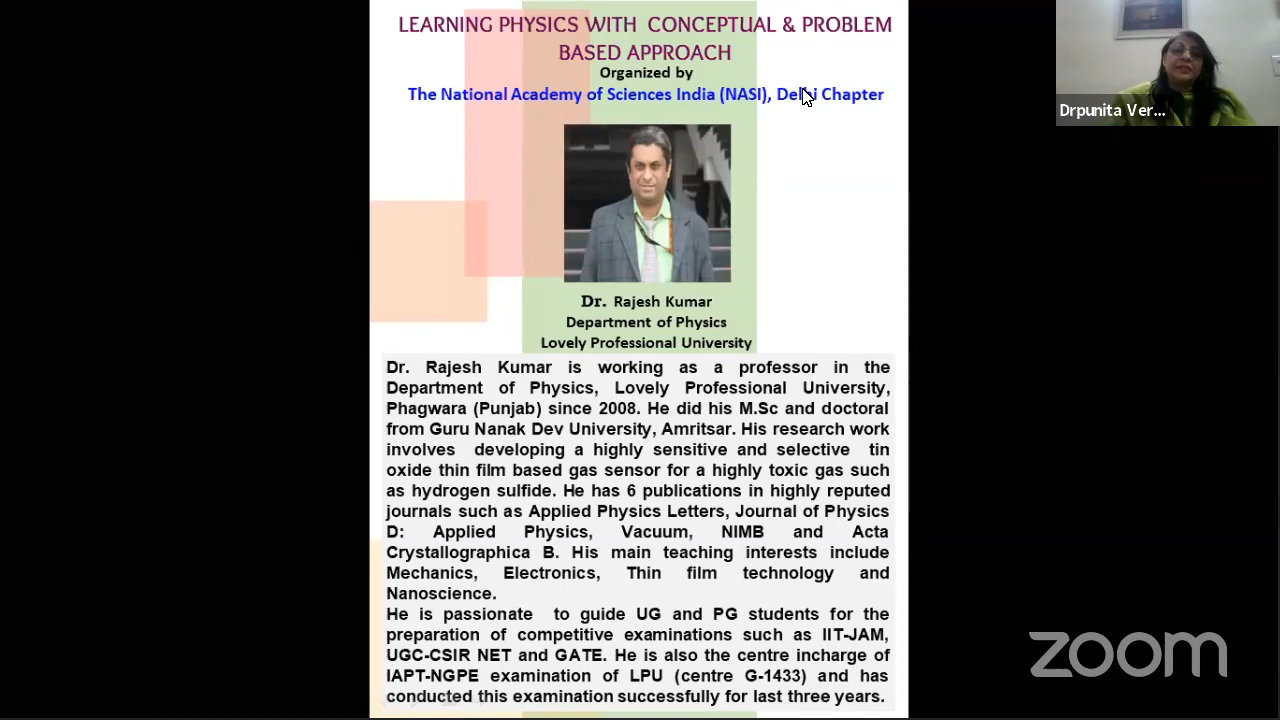 LEARNING PHYSICS WITH CONCEPTUAL & PROBLEM
BASED APPROACH
Organized by
The National Academy of Sciences India (NASI), Delhi Chapter
Dr. Rajesh Kumar
Department of Physics
Lovely Professional University
Dr. Rajesh Kumar is working as a professor in the
Department of Physics, Lovely Professional University,
Phagwara (Punjab) since 2008. He did his M.Sc and doctoral
from Guru Nanak Dev University, Amritsar. His research work
involves developing a highly sensitive and selective tin
oxide thin film based gas sensor for a highly toxic gas such
as hydrogen sulfide. He has 6 publications in highly reputed
journals such as Applied Physics Letters, Journal of Physics
D: Applied Physics, Vacuum, NIMB and Acta
Crystallographica B. His main teaching interests include
Mechanics, Electronics, Thin film technology and
Nanoscience.
He is passionate to guide UG and PG students for the
preparation of competitive examinations such as IIT-JAM,
UGC-CSIR NET and GATE. He is also the centre incharge of
IAPT-NGPE examination of LPU (centre G-1433) and has
conducted this examination successfully for last three years.
Drpunita Ver...
zoom